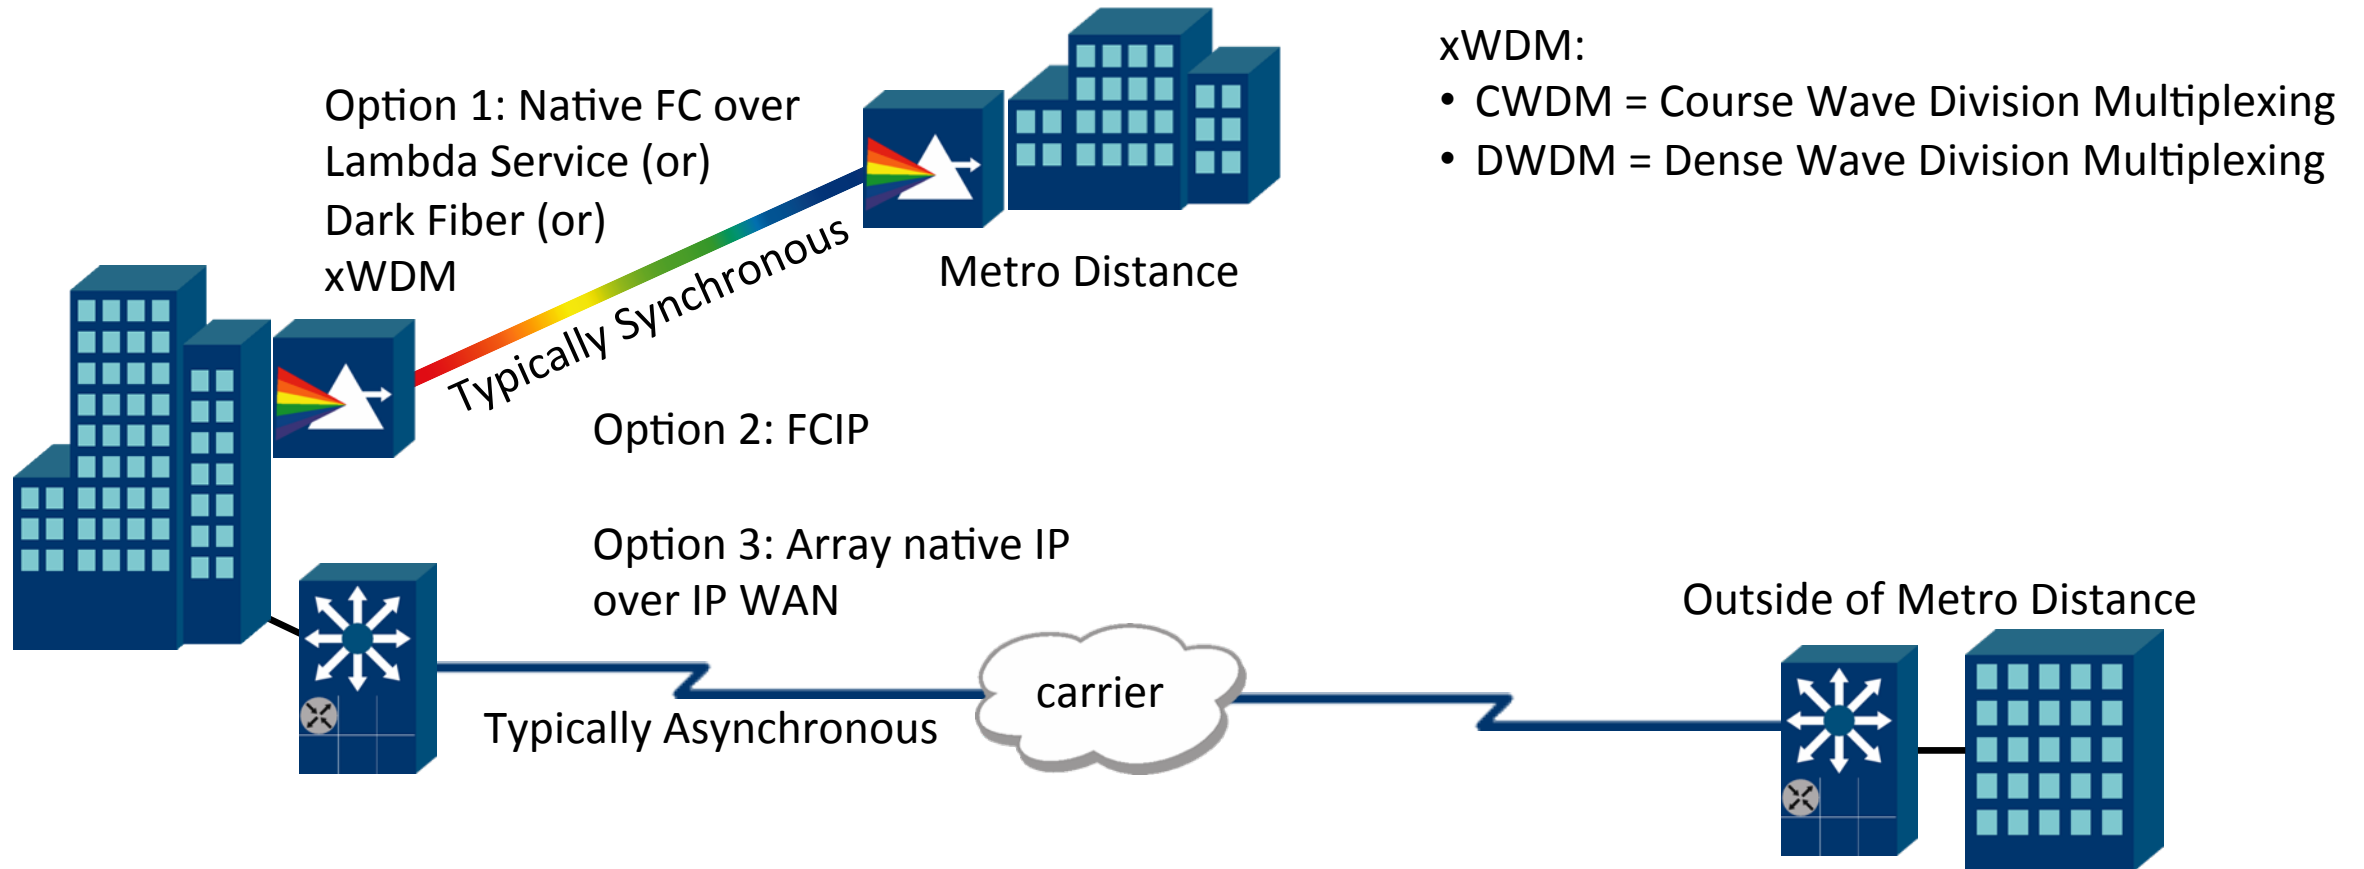 Option 1: Native FC over
Lambda Service (or)
Dark Fiber (or)
xWDM
Typically Synchronous
Metro Distance
xWDM:
• CWDM = Course Wave Division Multiplexing
• DWDM = Dense Wave Division Multiplexing
Option 2: FCIP
Option 3: Array native IP
over IP WAN
Typically Asynchronous
carrier
Outside of Metro Distance